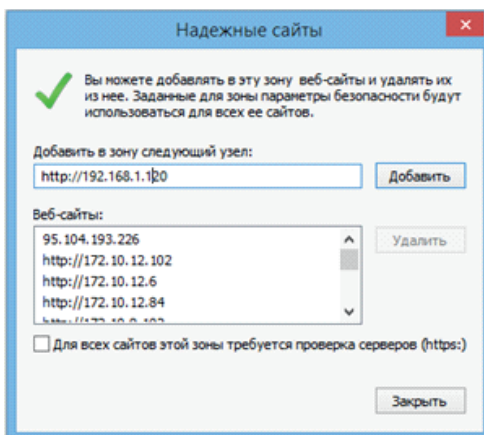 Надежные сайты
Вы можете добавлять в эту зону веб-сайты и удалять их
из нее. Заданные для зоны параметры безопасности будут
использоваться для всех ее сайтов.
Добавить в зону следующий узел:
http://192.168.1.120
Добавить
Веб-сайты:
95.104.193.226
http://172.10.12.102
http://172.10.12.6
http://172.10.12.84
Удалить
Для всех сайтов этой зоны требуется проверка серверов (https:)
Закрыть